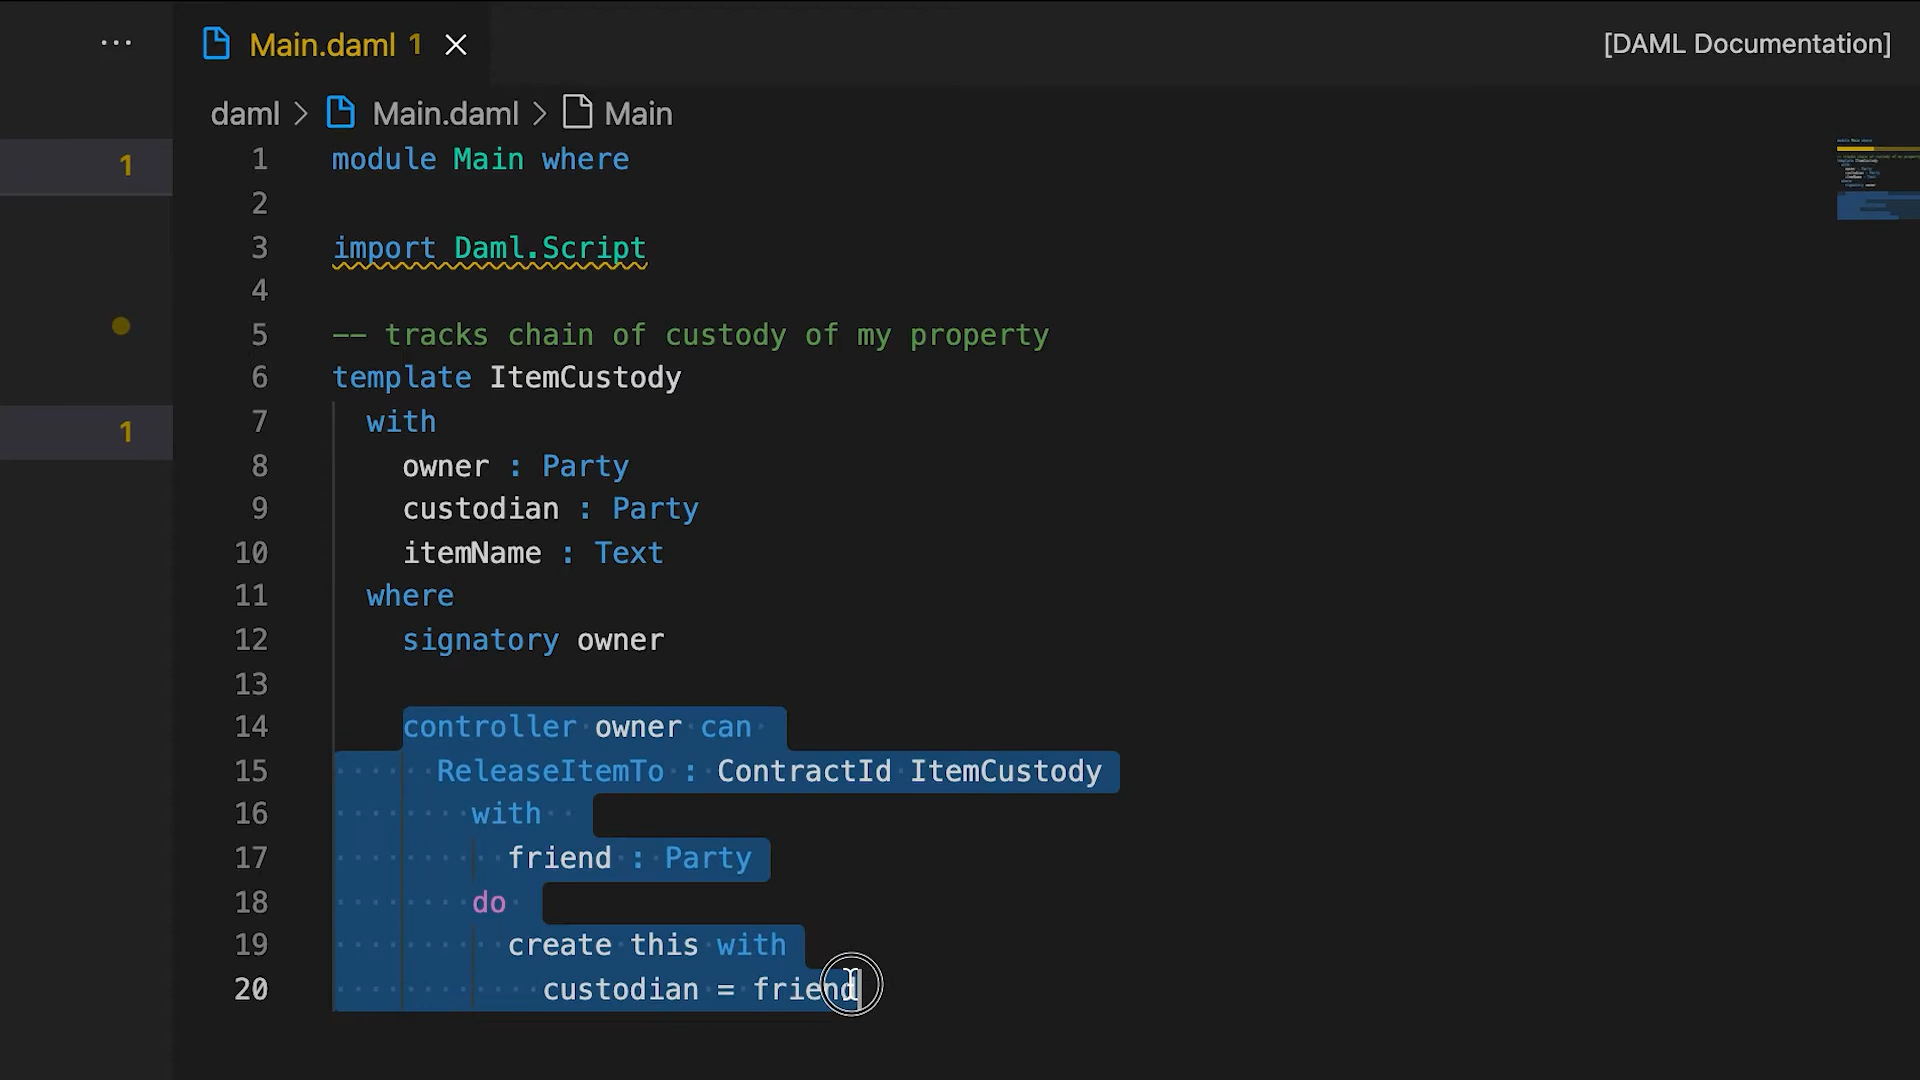 ... Main.daml 1 [DAML Documentation]
daml > Main.daml > Main
1
1
1 module Main where
2
3 import Daml.Script
4
5 -- tracks chain of custody of my property
6 template ItemCustody
7 with
8 owner : Party
9 custodian : Party
10 itemName : Text
11 where
12 signatory owner
13
14 controller owner can
15 ReleaseItemTo : ContractId ItemCustody
16 with
17 friend : Party
18 do
19 create this with
20 custodian = friend